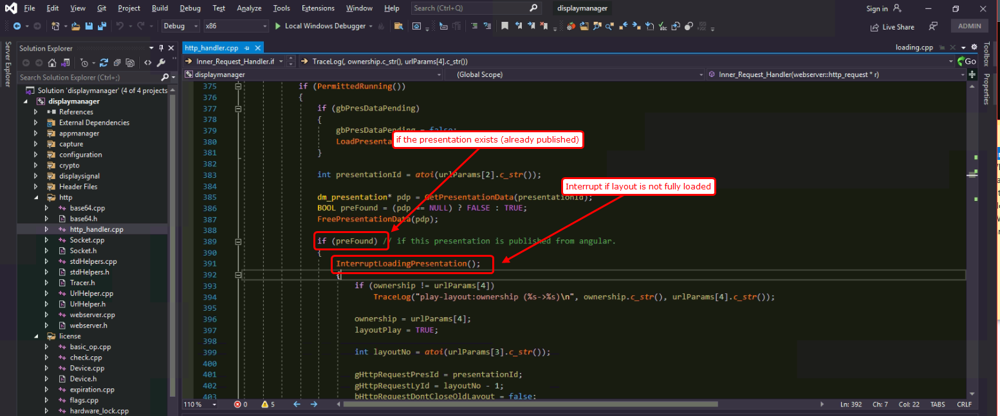 File Edit View Git Project Build Debug Test Analyze Tools Extensions Window Help Search (Ctrl+Q) displaymanager Sign in
Debug x86 Local Windows Debugger Live Share ADMIN
Server Explorer
Solution Explorer
Search Solution Explorer (Ctrl+;)
Solution 'displaymanager' (4 of 4 projects
displaymanager
References
External Dependencies
appmanager
capture
configuration
crypto
displaysignal
Header Files
http
base64.cpp
base64.h
http_handler.cpp
Socket.cpp
Socket.h
stdHelpers.cpp
stdHelpers.h
Tracer.h
UrlHelper.cpp
UrlHelper.h
webserver.cpp
webserver.h
license
basic_op.cpp
check.cpp
Device.cpp
Device.h
expiration.cpp
flags.cpp
hardware_lock.cpp
http_handler.cpp loading.cpp
Inner_Request_Handler.if TraceLog(, ownership.c_str(), urlParams[4].c_str()) Go
displaymanager (Global Scope) Inner_Request_Handler(webserver::http_request * r)
375 if (PermittedRunning())
376 {
377 if (gbPresDataPending)
378 {
379 gbPresDataPending = false;
380 LoadPresenta
if the presentation exists (already published)
381 }
382
383 int presentationId = atoi(urlParams[2].c_str());
384
Interrupt if layout is not fully loaded
385 dm_presentation* pdp = GetPresentationData(presentationId);
386 BOOL preFound = (pdp == NULL) ? FALSE : TRUE;
387 FreePresentationData(pdp);
388
389 if (preFound) // if this presentation is published from angular.
390 {
391 InterruptLoadingPresentation();
392 {
393 if (ownership != urlParams[4])
394 TraceLog("play-layout:ownership (%s->%s)\n", ownership.c_str(), urlParams[4].c_str());
395
396 ownership = urlParams[4];
397 layoutPlay = TRUE;
398
399 int layoutNo = atoi(urlParams[3].c_str());
400
401 gHttpRequestPresId = presentationId;
402 gHttpRequestLyId = layoutNo - 1;
403 bHttpRequestDontCloseOldLayout = false;
110 % 0 5 Ln: 392 Ch: 7 Col: 22 TABS CRLF
Toolbox
Properties